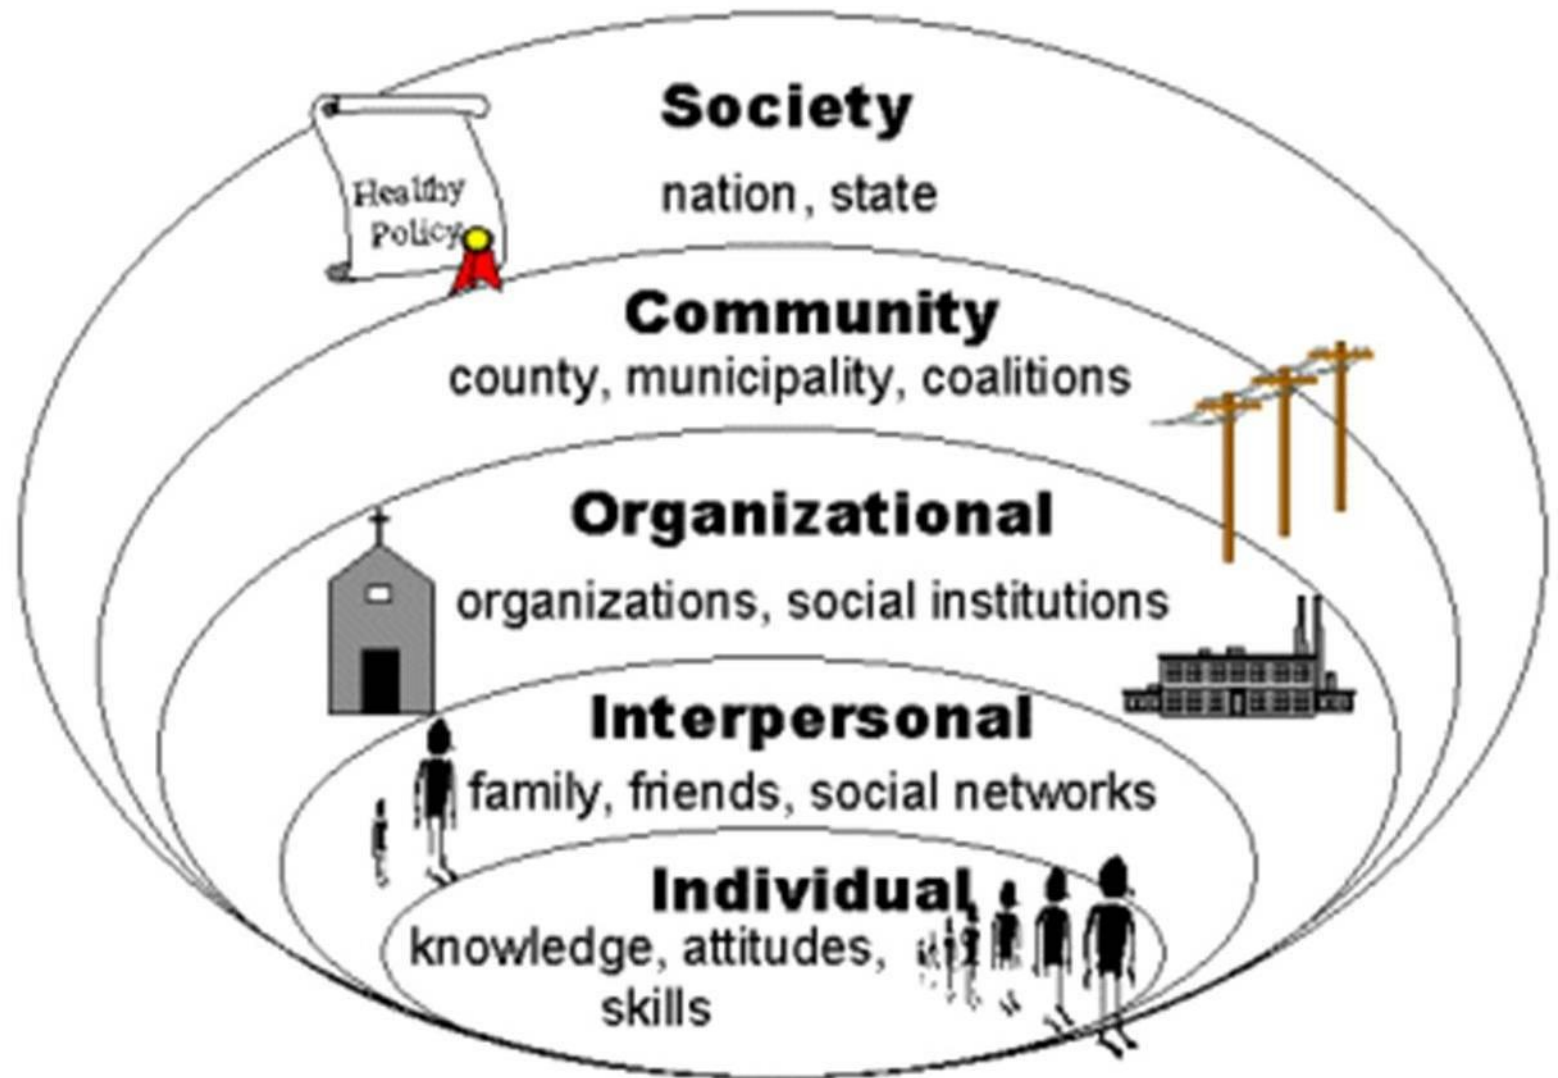 Society
nation, state
Healthy
Policy
Community
county, municipality, coalitions
Organizational
organizations, social institutions
Interpersonal
family, friends, social networks
Individual
knowledge, attitudes,
skills